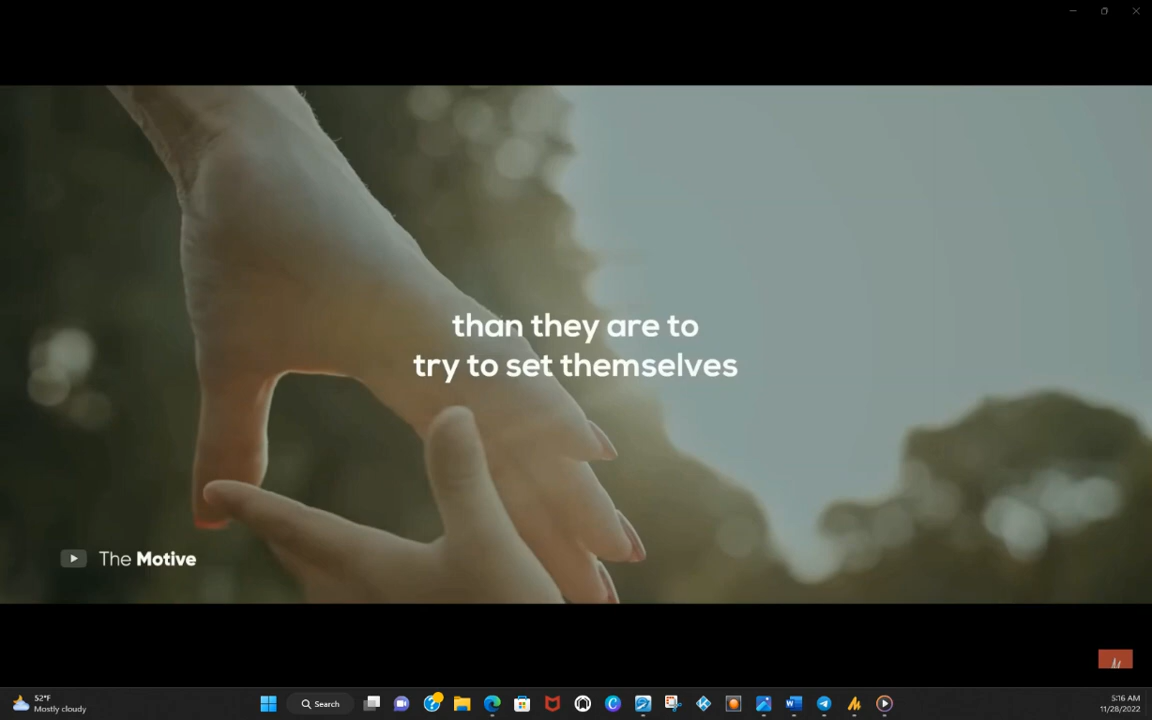 than they are to
try to set themselves
The Motive
52°F
Mostly cloudy
Search
5:16 AM
11/28/2022